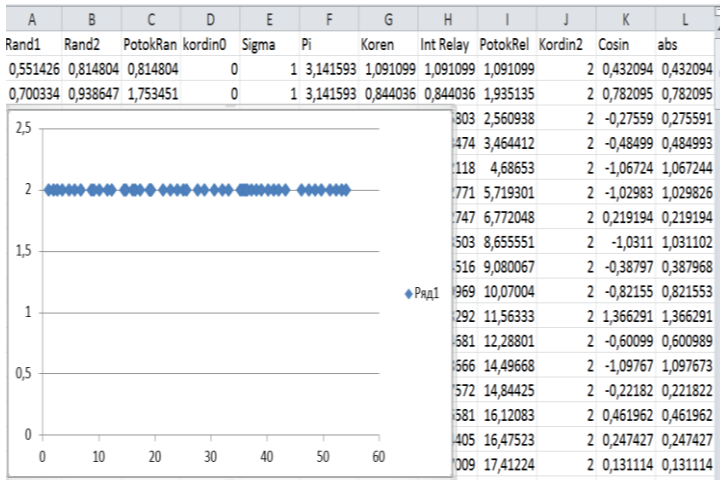 A B C D E F G H I J K L
Rand1 Rand2 PotokRan kordin0 Sigma Pi Koren Int Relay PotokRel Kordin2 Cosin abs
0,551426 0,814804 0,814804 0 1 3,141593 1,091099 1,091099 1,091099 2 0,432094 0,432094
0,700334 0,938647 1,753451 0 1 3,141593 0,844036 0,844036 1,935135 2 0,782095 0,782095
803 2,560938 2 -0,27559 0,275591
474 3,464412 2 -0,48499 0,484993
118 4,68653 2 -1,06724 1,067244
771 5,719301 2 -1,02983 1,029826
747 6,772048 2 0,219194 0,219194
503 8,655551 2 -1,0311 1,031102
516 9,080067 2 -0,38797 0,387968
969 10,07004 2 -0,82155 0,821553
292 11,56333 2 1,366291 1,366291
681 12,28801 2 -0,60099 0,600989
666 14,49668 2 -1,09767 1,097673
572 14,84425 2 -0,22182 0,221822
581 16,12083 2 0,461962 0,461962
405 16,47523 2 0,247427 0,247427
009 17,41224 2 0,131114 0,131114
2,5
2
1,5
1
0,5
0
0 10 20 30 40 50 60
Ряд1